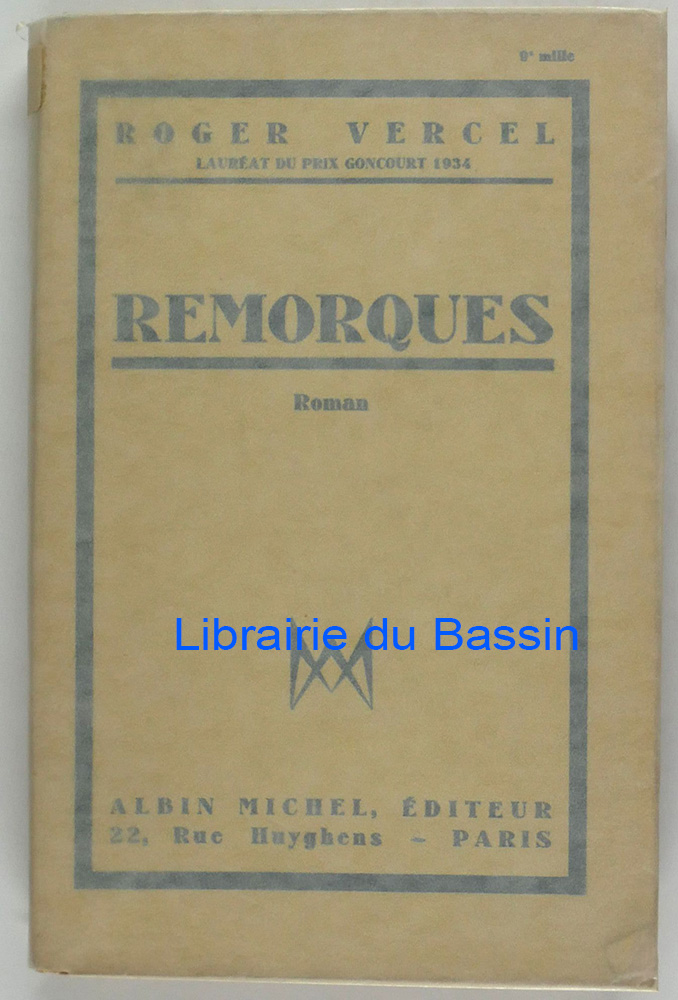 9e mille
ROGER VERCEL
LAURÉAT DU PRIX GONCOURT 1934
REMORQUES
Roman
Librairie du Bassin
ALBIN MICHEL, ÉDITEUR
22, Rue Huyghens - PARIS